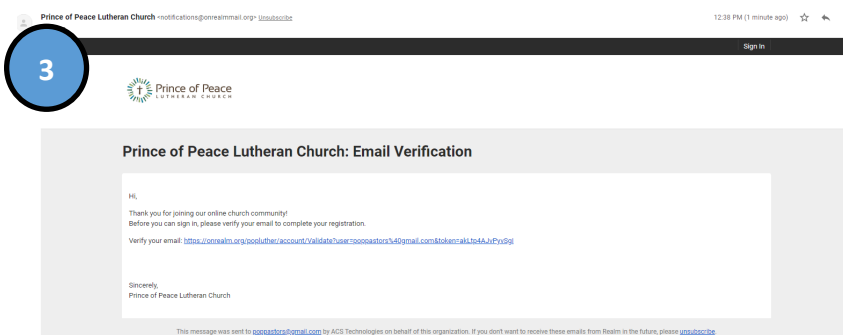 Prince of Peace Lutheran Church <notifications@onrealmmail.org> Unsubscribe
12:38 PM (1 minute ago)
Sign In
3
Prince of Peace
LUTHERAN CHURCH
Prince of Peace Lutheran Church: Email Verification
Hi,
Thank you for joining our online church community!
Before you can sign in, please verify your email to complete your registration.
Verify your email: https://onrealm.org/popluther/account/Validate?user=poppastors%40gmail.com&token=akLtp4AJvPyvSgI
Sincerely,
Prince of Peace Lutheran Church
This message was sent to poppastors@gmail.com by ACS Technologies on behalf of this organization. If you don't want to receive these emails from Realm in the future, please unsubscribe.